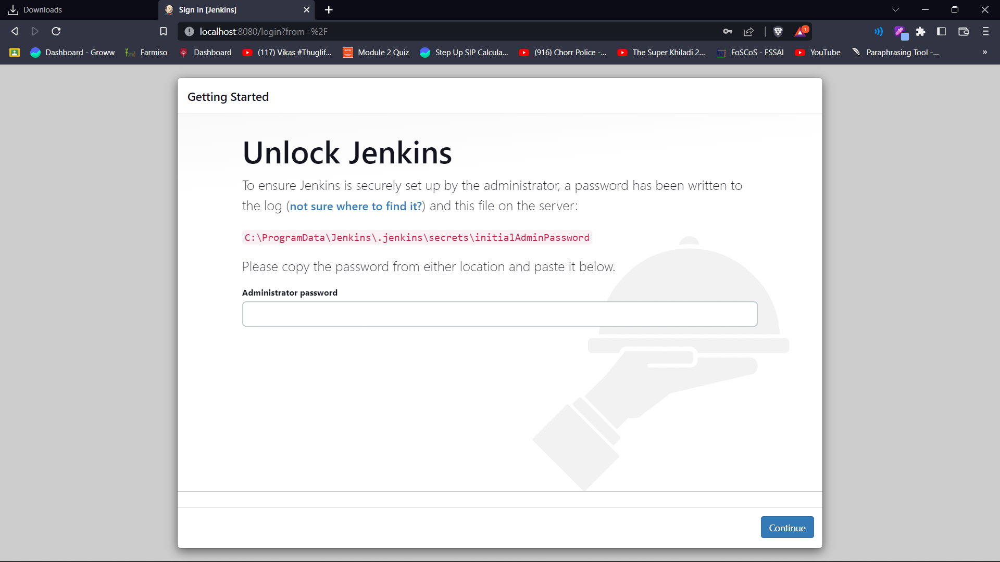 Downloads
Sign in [Jenkins]
localhost:8080/login?from=%2F
1
Dashboard - Groww
Farmiso
Dashboard
(117) Vikas #Thuglif...
Module 2 Quiz
Step Up SIP Calcula...
(916) Chorr Police -...
The Super Khiladi 2...
FoSCoS - FSSAI
YouTube
Paraphrasing Tool -...
»
Getting Started
Unlock Jenkins
To ensure Jenkins is securely set up by the administrator, a password has been written to
the log (not sure where to find it?) and this file on the server:
C:\ProgramData\Jenkins\.jenkins\secrets\initialAdminPassword
Please copy the password from either location and paste it below.
Administrator password
Continue